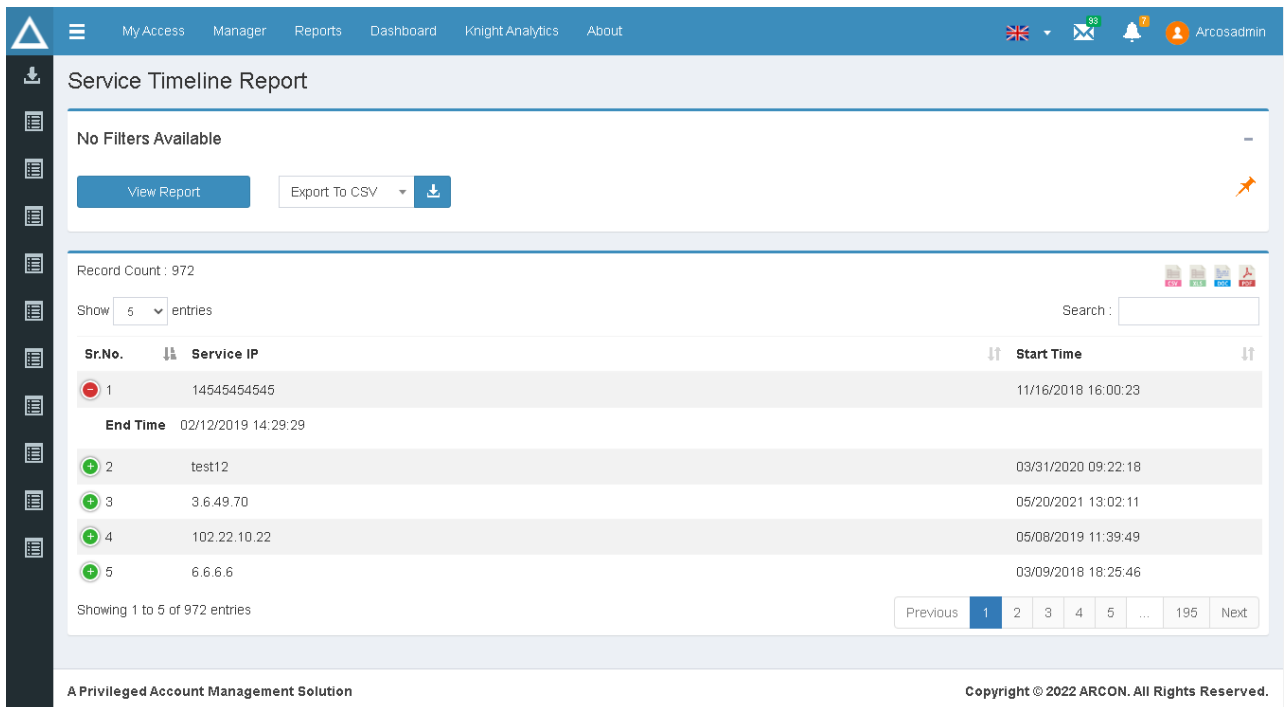 My Access Manager Reports Dashboard Knight Analytics About 93 7 Arcosadmin
Service Timeline Report
No Filters Available
View Report Export To CSV
Record Count : 972
CSV XLS DOC PDF
Show 5 entries Search :
Sr.No. Service IP Start Time
1 14545454545 11/16/2018 16:00:23
End Time 02/12/2019 14:29:29
2 test12 03/31/2020 09:22:18
3 3.6.49.70 05/20/2021 13:02:11
4 102.22.10.22 05/08/2019 11:39:49
5 6.6.6.6 03/09/2018 18:25:46
Showing 1 to 5 of 972 entries Previous 1 2 3 4 5 ... 195 Next
A Privileged Account Management Solution Copyright © 2022 ARCON. All Rights Reserved.